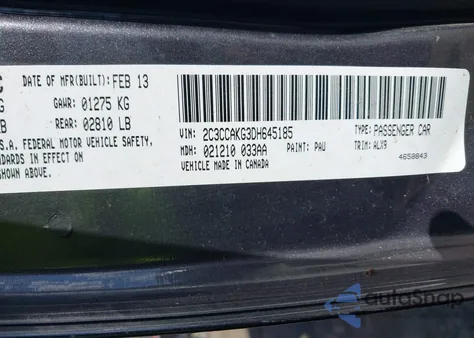 DATE OF MFR(BUILT): FEB 13
GAWR: 01275 KG
REAR: 02810 LB
S.A. FEDERAL MOTOR VEHICLE SAFETY,
ANDARDS IN EFFECT ON
SHOWN ABOVE.
VIN: 2C3CCAKG3DH645185
TYPE: PASSENGER CAR
MDH: 021210 033AA
PAINT: PAU
TRIM: ALX9
VEHICLE MADE IN CANADA
4658843
autoSnap